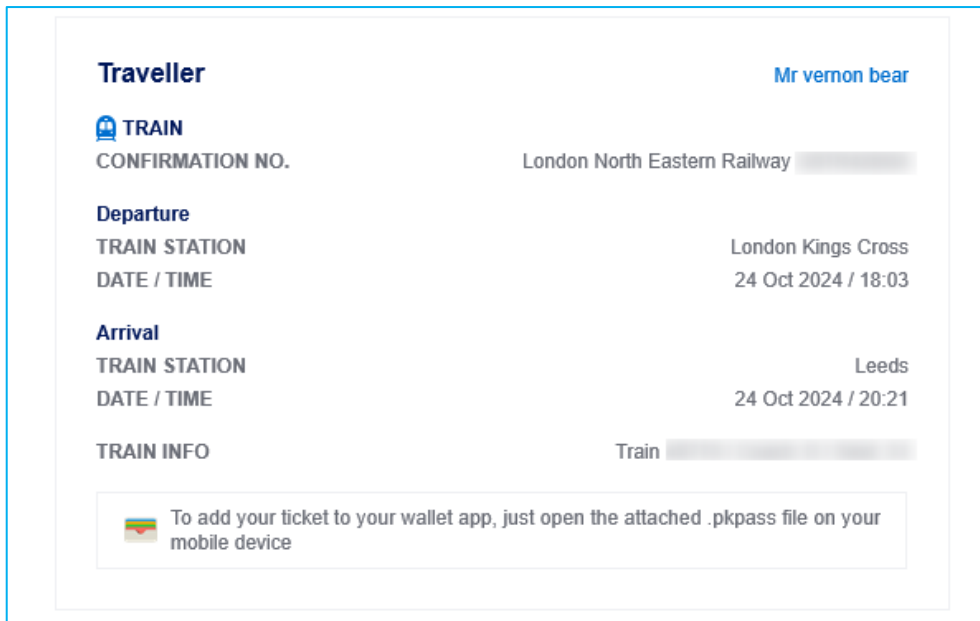 Traveller Mr vernon bear
TRAIN
CONFIRMATION NO. London North Eastern Railway
Departure
TRAIN STATION London Kings Cross
DATE / TIME 24 Oct 2024 / 18:03
Arrival
TRAIN STATION Leeds
DATE / TIME 24 Oct 2024 / 20:21
TRAIN INFO Train
To add your ticket to your wallet app, just open the attached .pkpass file on your
mobile device